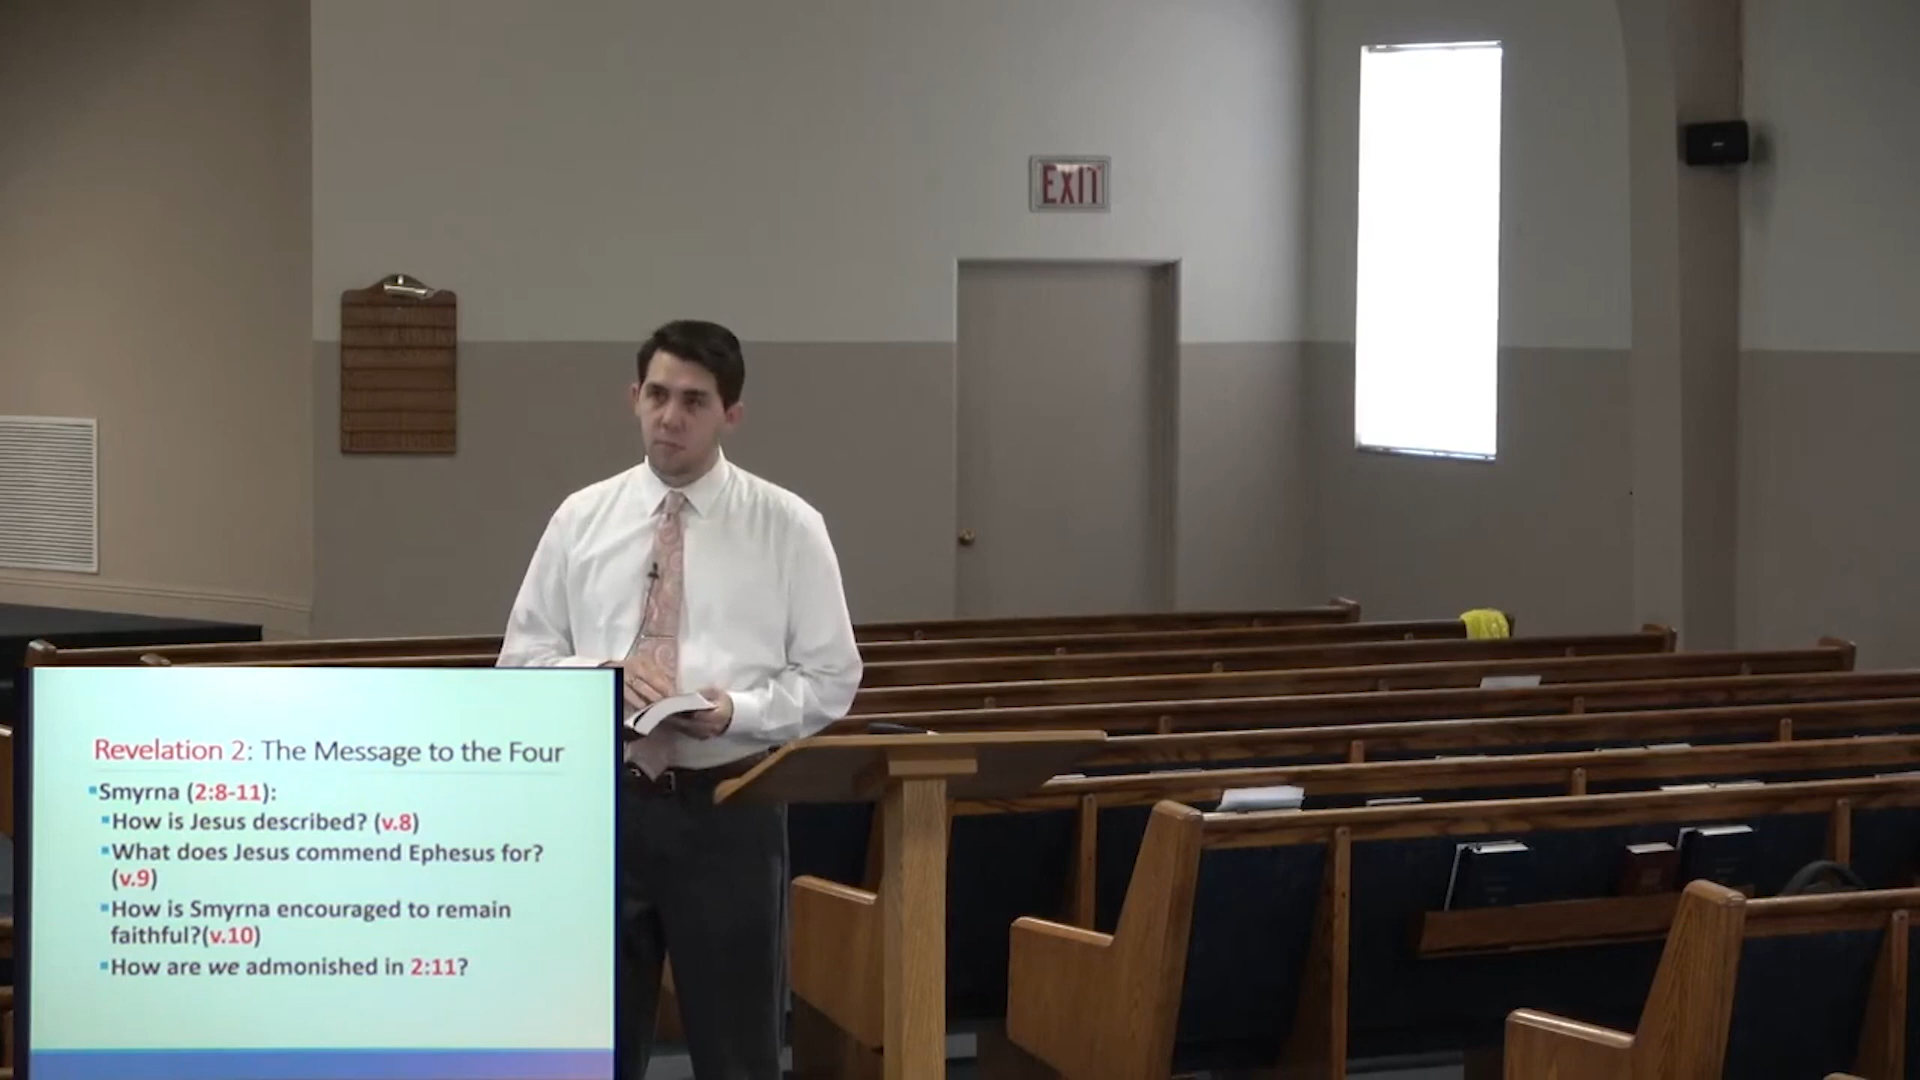 EXIT
Revelation 2: The Message to the Four
▪Smyrna (2:8-11):
▪How is Jesus described? (v.8)
▪What does Jesus commend Ephesus for?
(v.9)
▪How is Smyrna encouraged to remain
faithful?(v.10)
▪How are we admonished in 2:11?